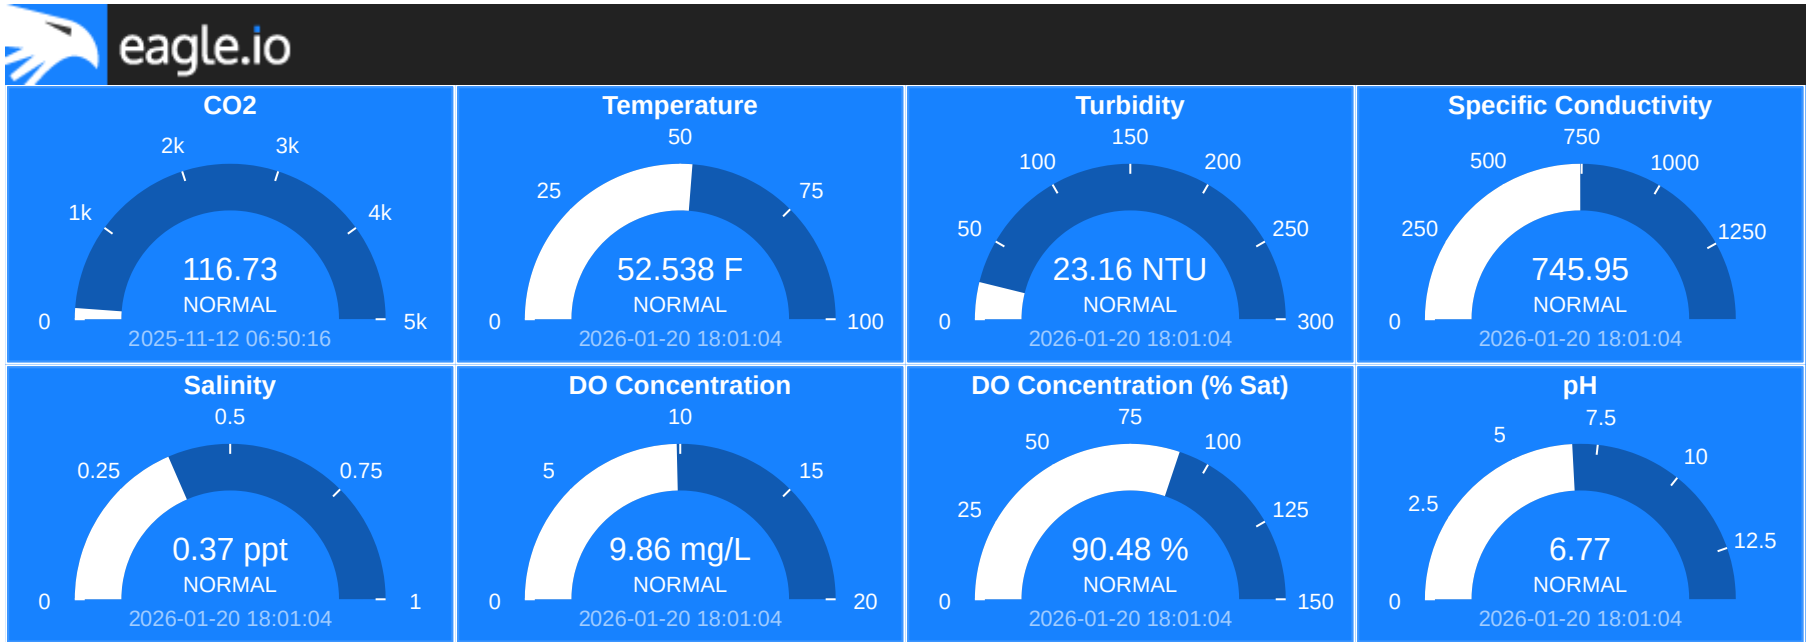 eagle.io
CO2
2k 3k
1k 4k
0 5k
116.73
NORMAL
2025-11-12 06:50:16
Temperature
50
25 75
0 100
52.538 F
NORMAL
2026-01-20 18:01:04
Turbidity
150
100 200
50 250
0 300
23.16 NTU
NORMAL
2026-01-20 18:01:04
Specific Conductivity
750
500 1000
250 1250
745.95
NORMAL
0
2026-01-20 18:01:04
Salinity
0.5
0.25 0.75
0.37 ppt
NORMAL
0 1
2026-01-20 18:01:04
DO Concentration
10
5 15
9.86 mg/L
NORMAL
0 20
2026-01-20 18:01:04
DO Concentration (% Sat)
75
50 100
25 125
90.48 %
NORMAL
0 150
2026-01-20 18:01:04
pH
7.5
5 10
2.5 12.5
6.77
NORMAL
0
2026-01-20 18:01:04